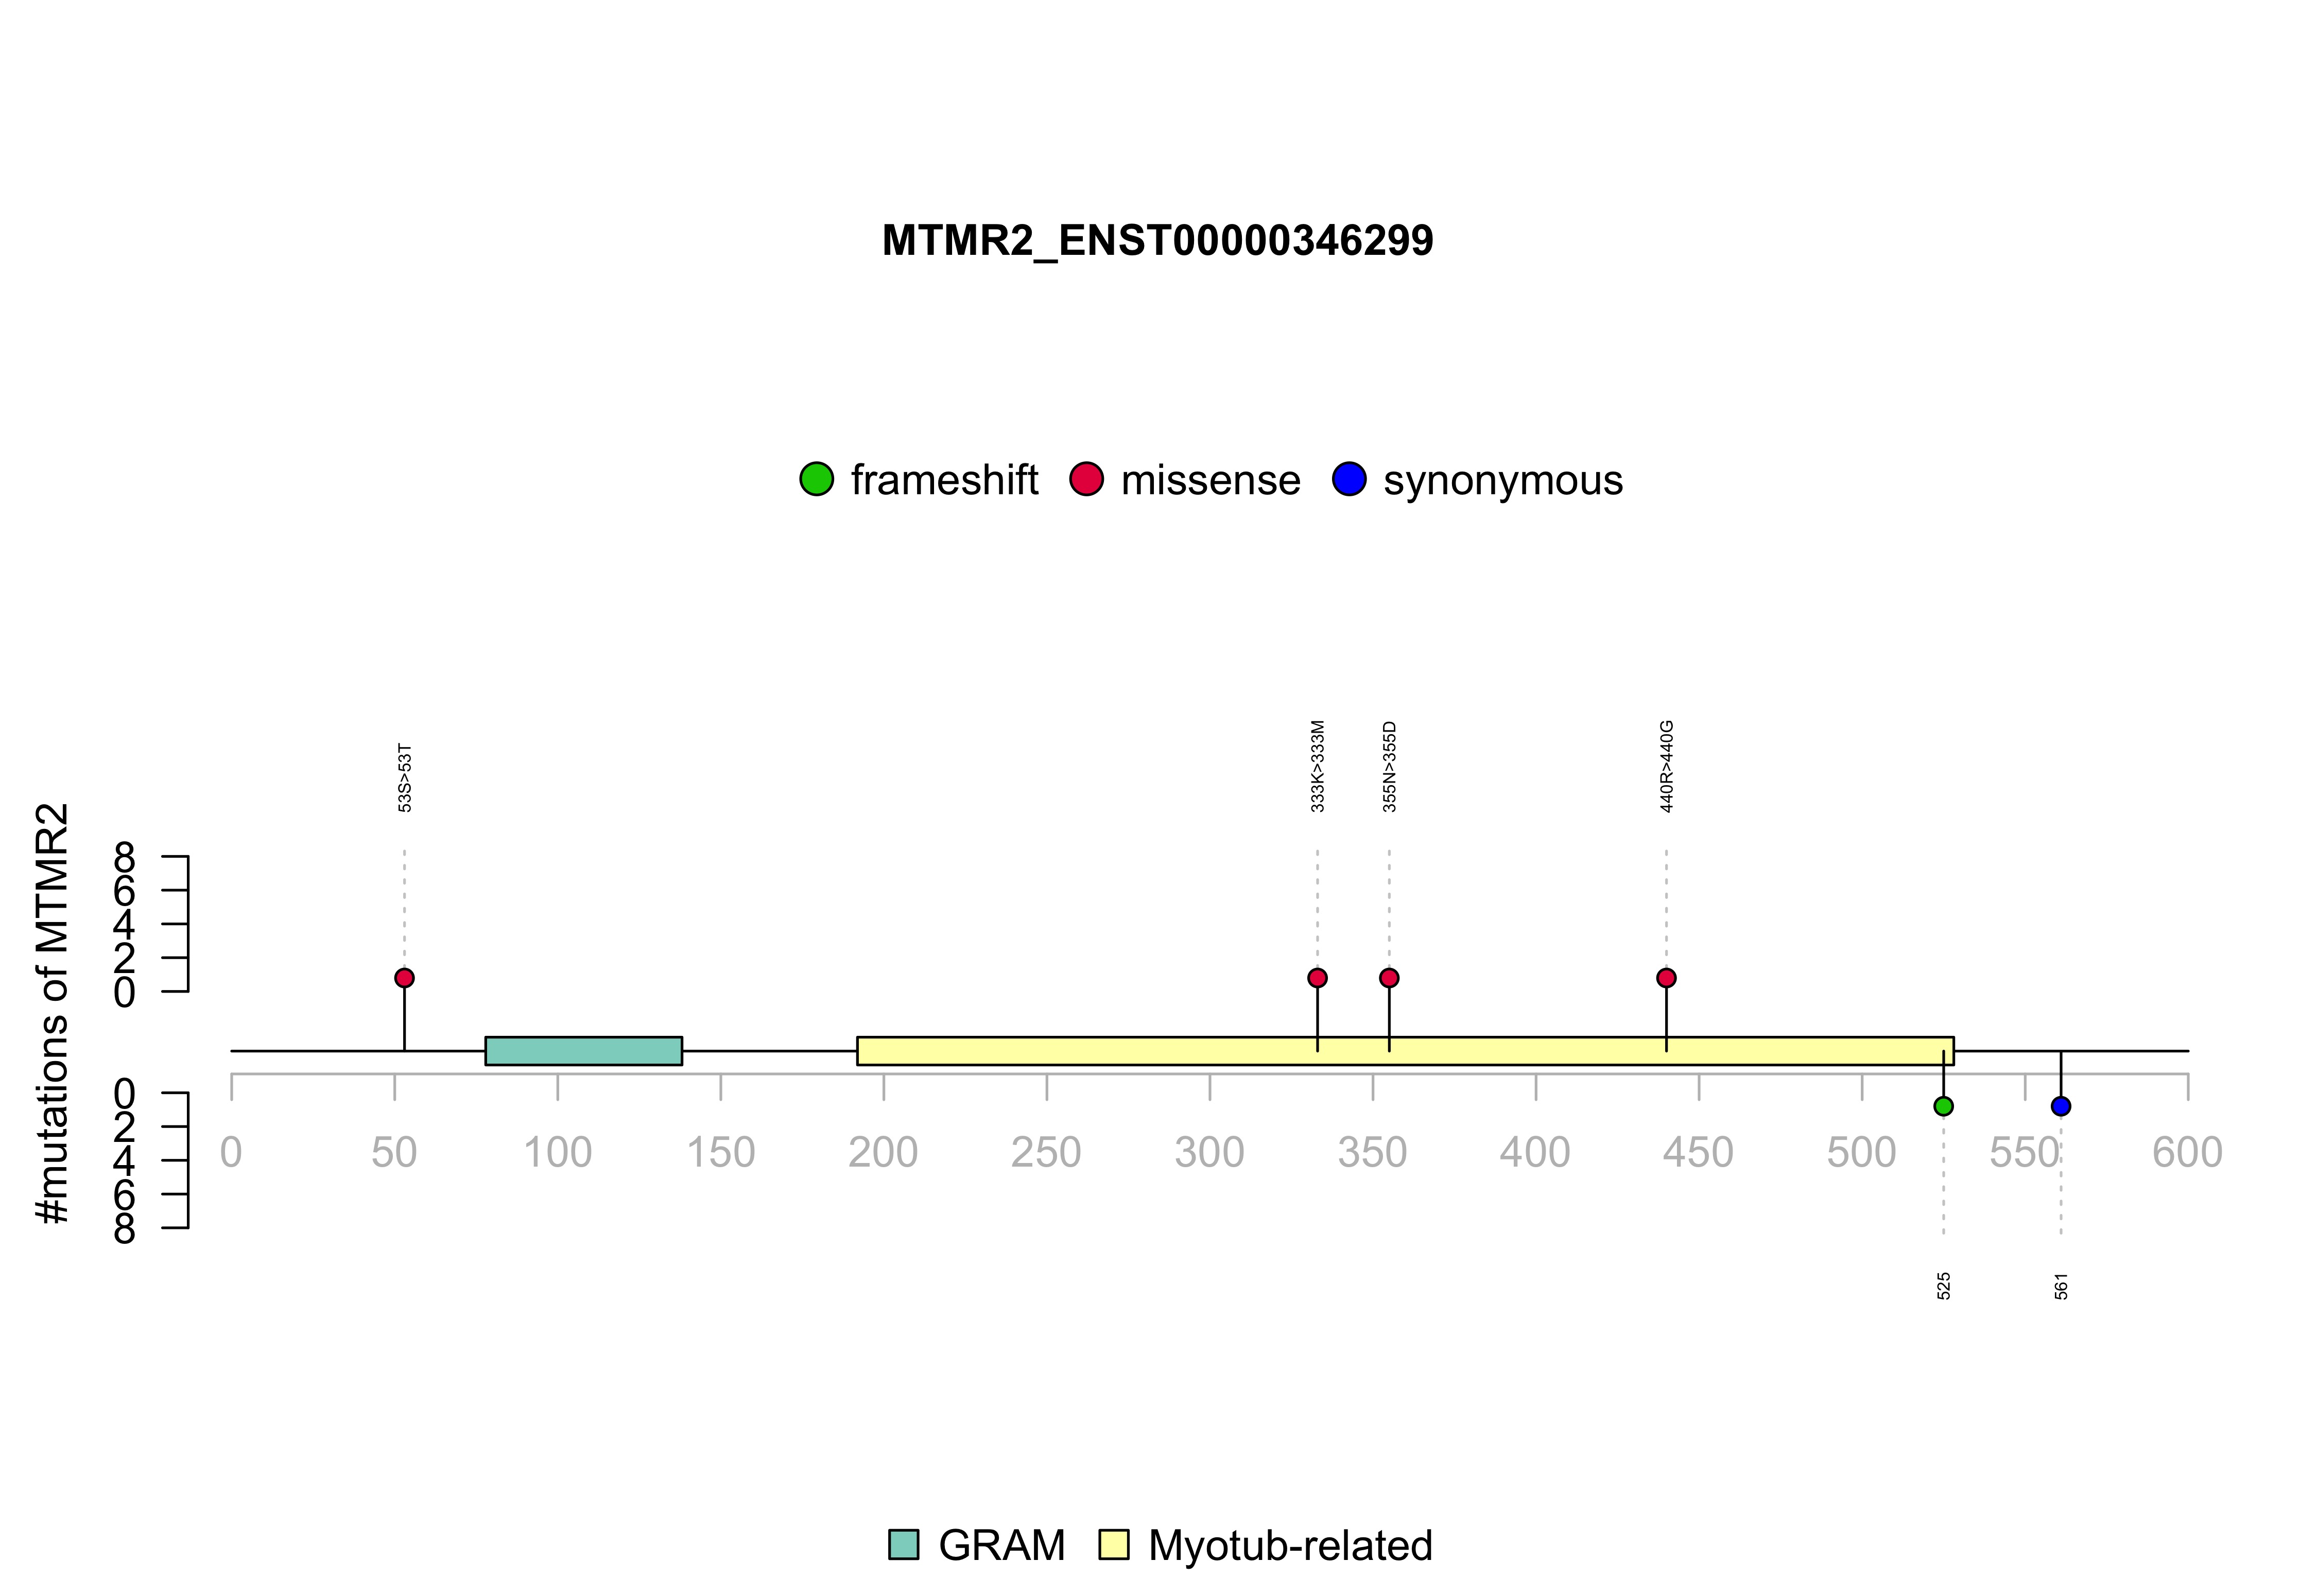 MTMR2_ENST00000346299
frameshift missense synonymous
53S>53T 333K>333M 355N>355D 440R>440G
#mutations of MTMR2
8
6
4
2
0
0
2
4
6
8
0 50 100 150 200 250 300 350 400 450 500 550 600
525 561
GRAM Myotub-related